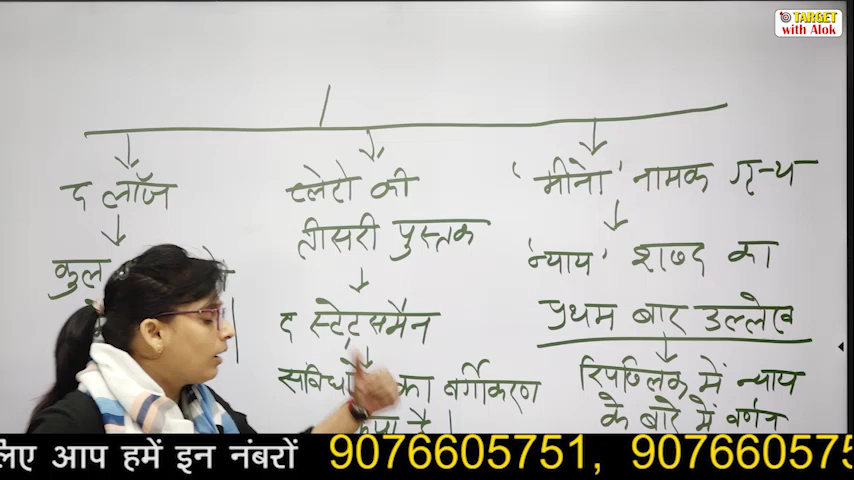 TARGET
with Alok
द लॉज
कुल
प्लेटो की
तीसरी पुस्तक
द स्टेट्समैन
का वर्गीकरण
'मीनो' नामक ग्रन्थ
'न्याय' शब्द का
प्रथम बार उल्लेख
रिपब्लिक में न्याय
के बारे में वर्णन
लिए आप हमें इन नंबरों 9076605751, 907660575